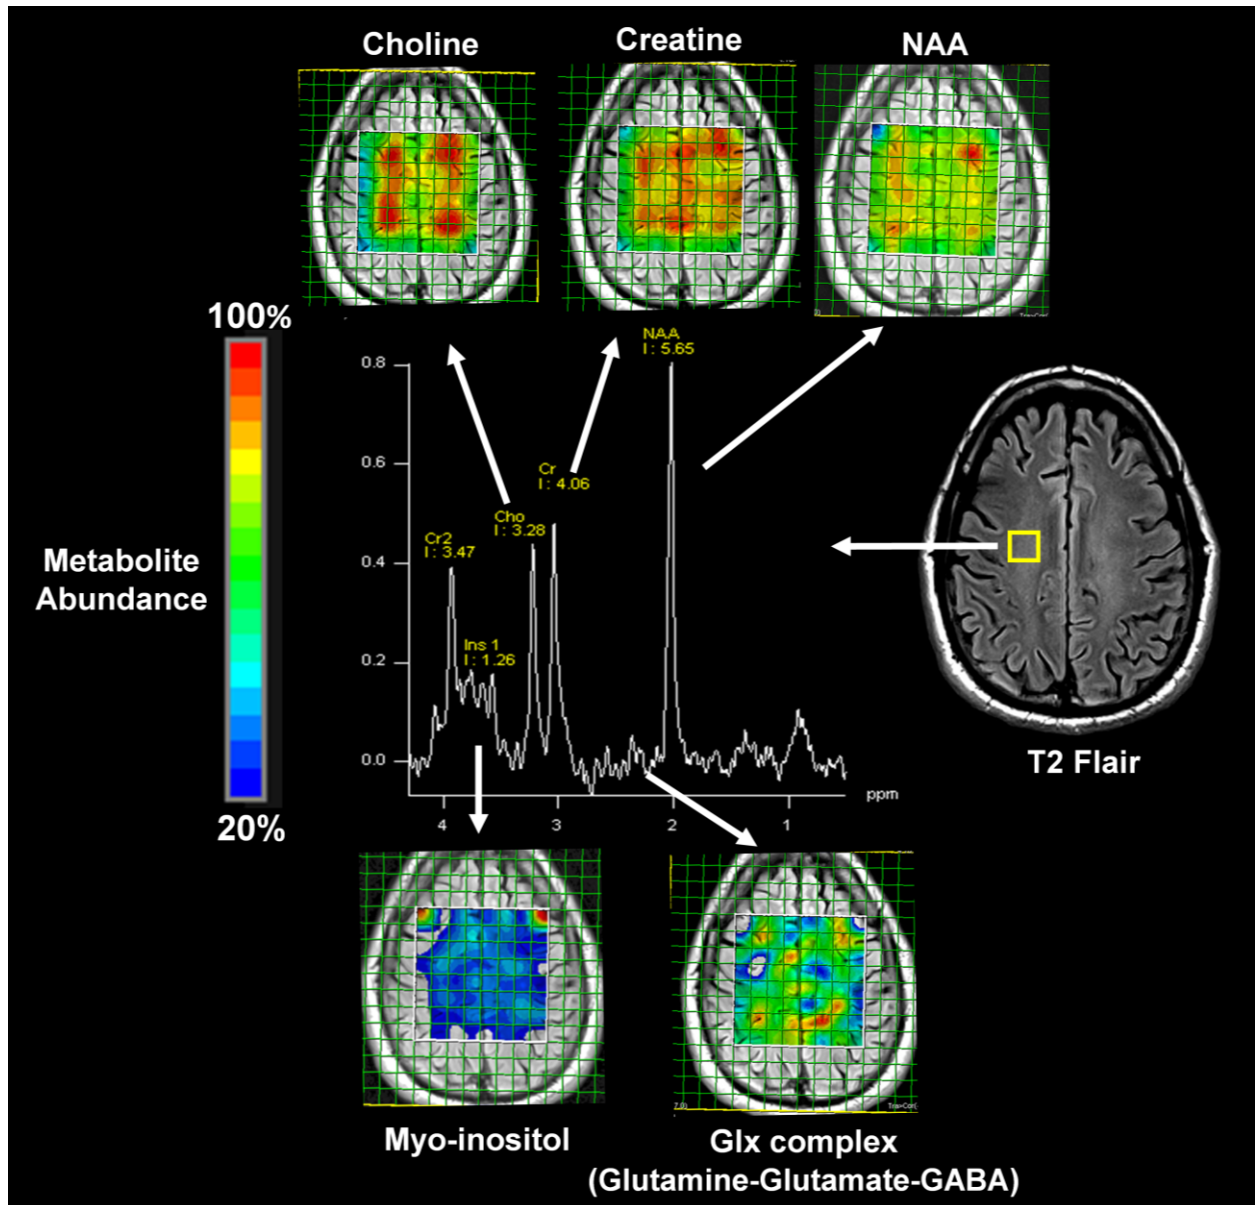 Choline
Creatine
NAA
100%
Metabolite
Abundance
20%
NAA
I : 5.65
0.8
0.6
Cr
I : 4.06
Cho
I : 3.28
Cr2
I : 3.47
0.4
Ins 1
I : 1.26
0.2
0.0
ppm
4
3
2
1
T2 Flair
Myo-inositol
Glx complex
(Glutamine-Glutamate-GABA)